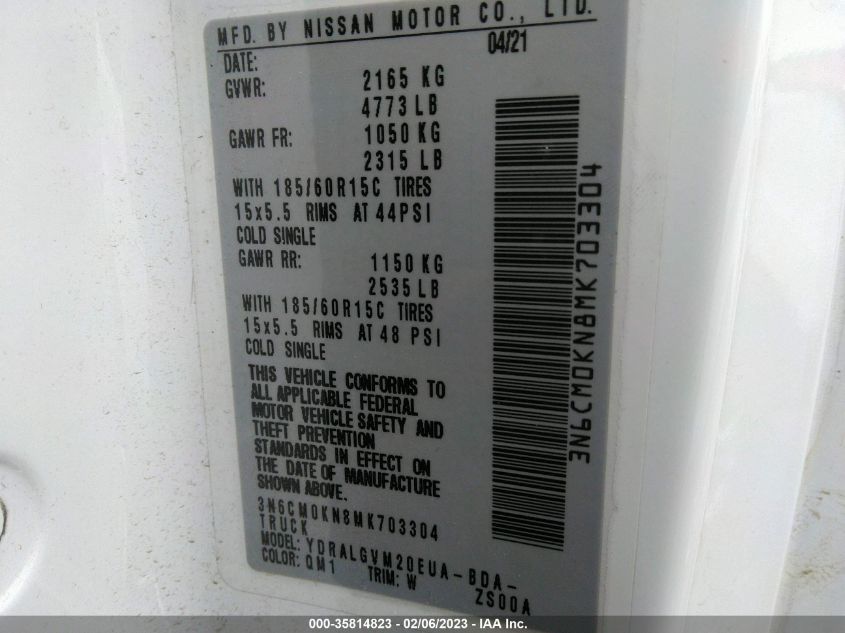 MFD. BY NISSAN MOTOR CO., LTD.
DATE: 04/21
GVWR: 2165 KG
4773 LB
GAWR FR: 1050 KG
2315 LB
WITH 185/60R15C TIRES
15x5.5 RIMS AT 44PSI
COLD SINGLE
GAWR RR: 1150 KG
2535 LB
WITH 185/60R15C TIRES
15x5.5 RIMS AT 48 PSI
COLD SINGLE
THIS VEHICLE CONFORMS TO
ALL APPLICABLE FEDERAL
MOTOR VEHICLE SAFETY AND
THEFT PREVENTION
STANDARDS IN EFFECT ON
THE DATE OF MANUFACTURE
SHOWN ABOVE.
3N6CM0KN8MK703304
TRUCK
MODEL: YDRALGVM20EUA-BDA-
ZS00A
COLOR: QM1 TRIM: W
3N6CM0KN8MK703304
000-35814823 - 02/06/2023 - IAA Inc.